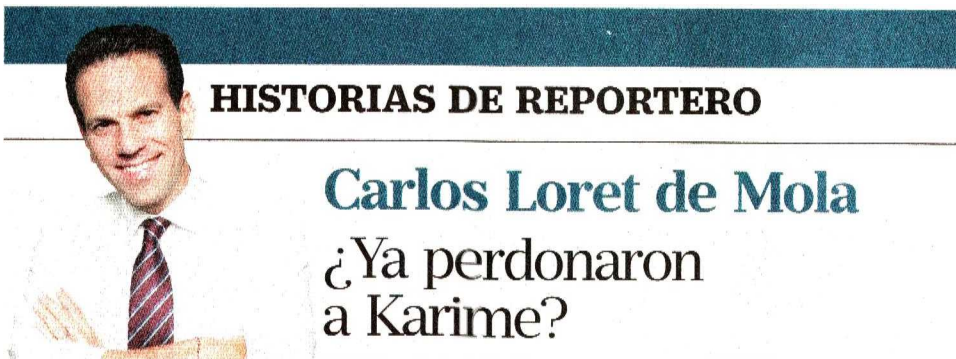 HISTORIAS DE REPORTERO
Carlos Loret de Mola
¿Ya perdonaron
a Karime?